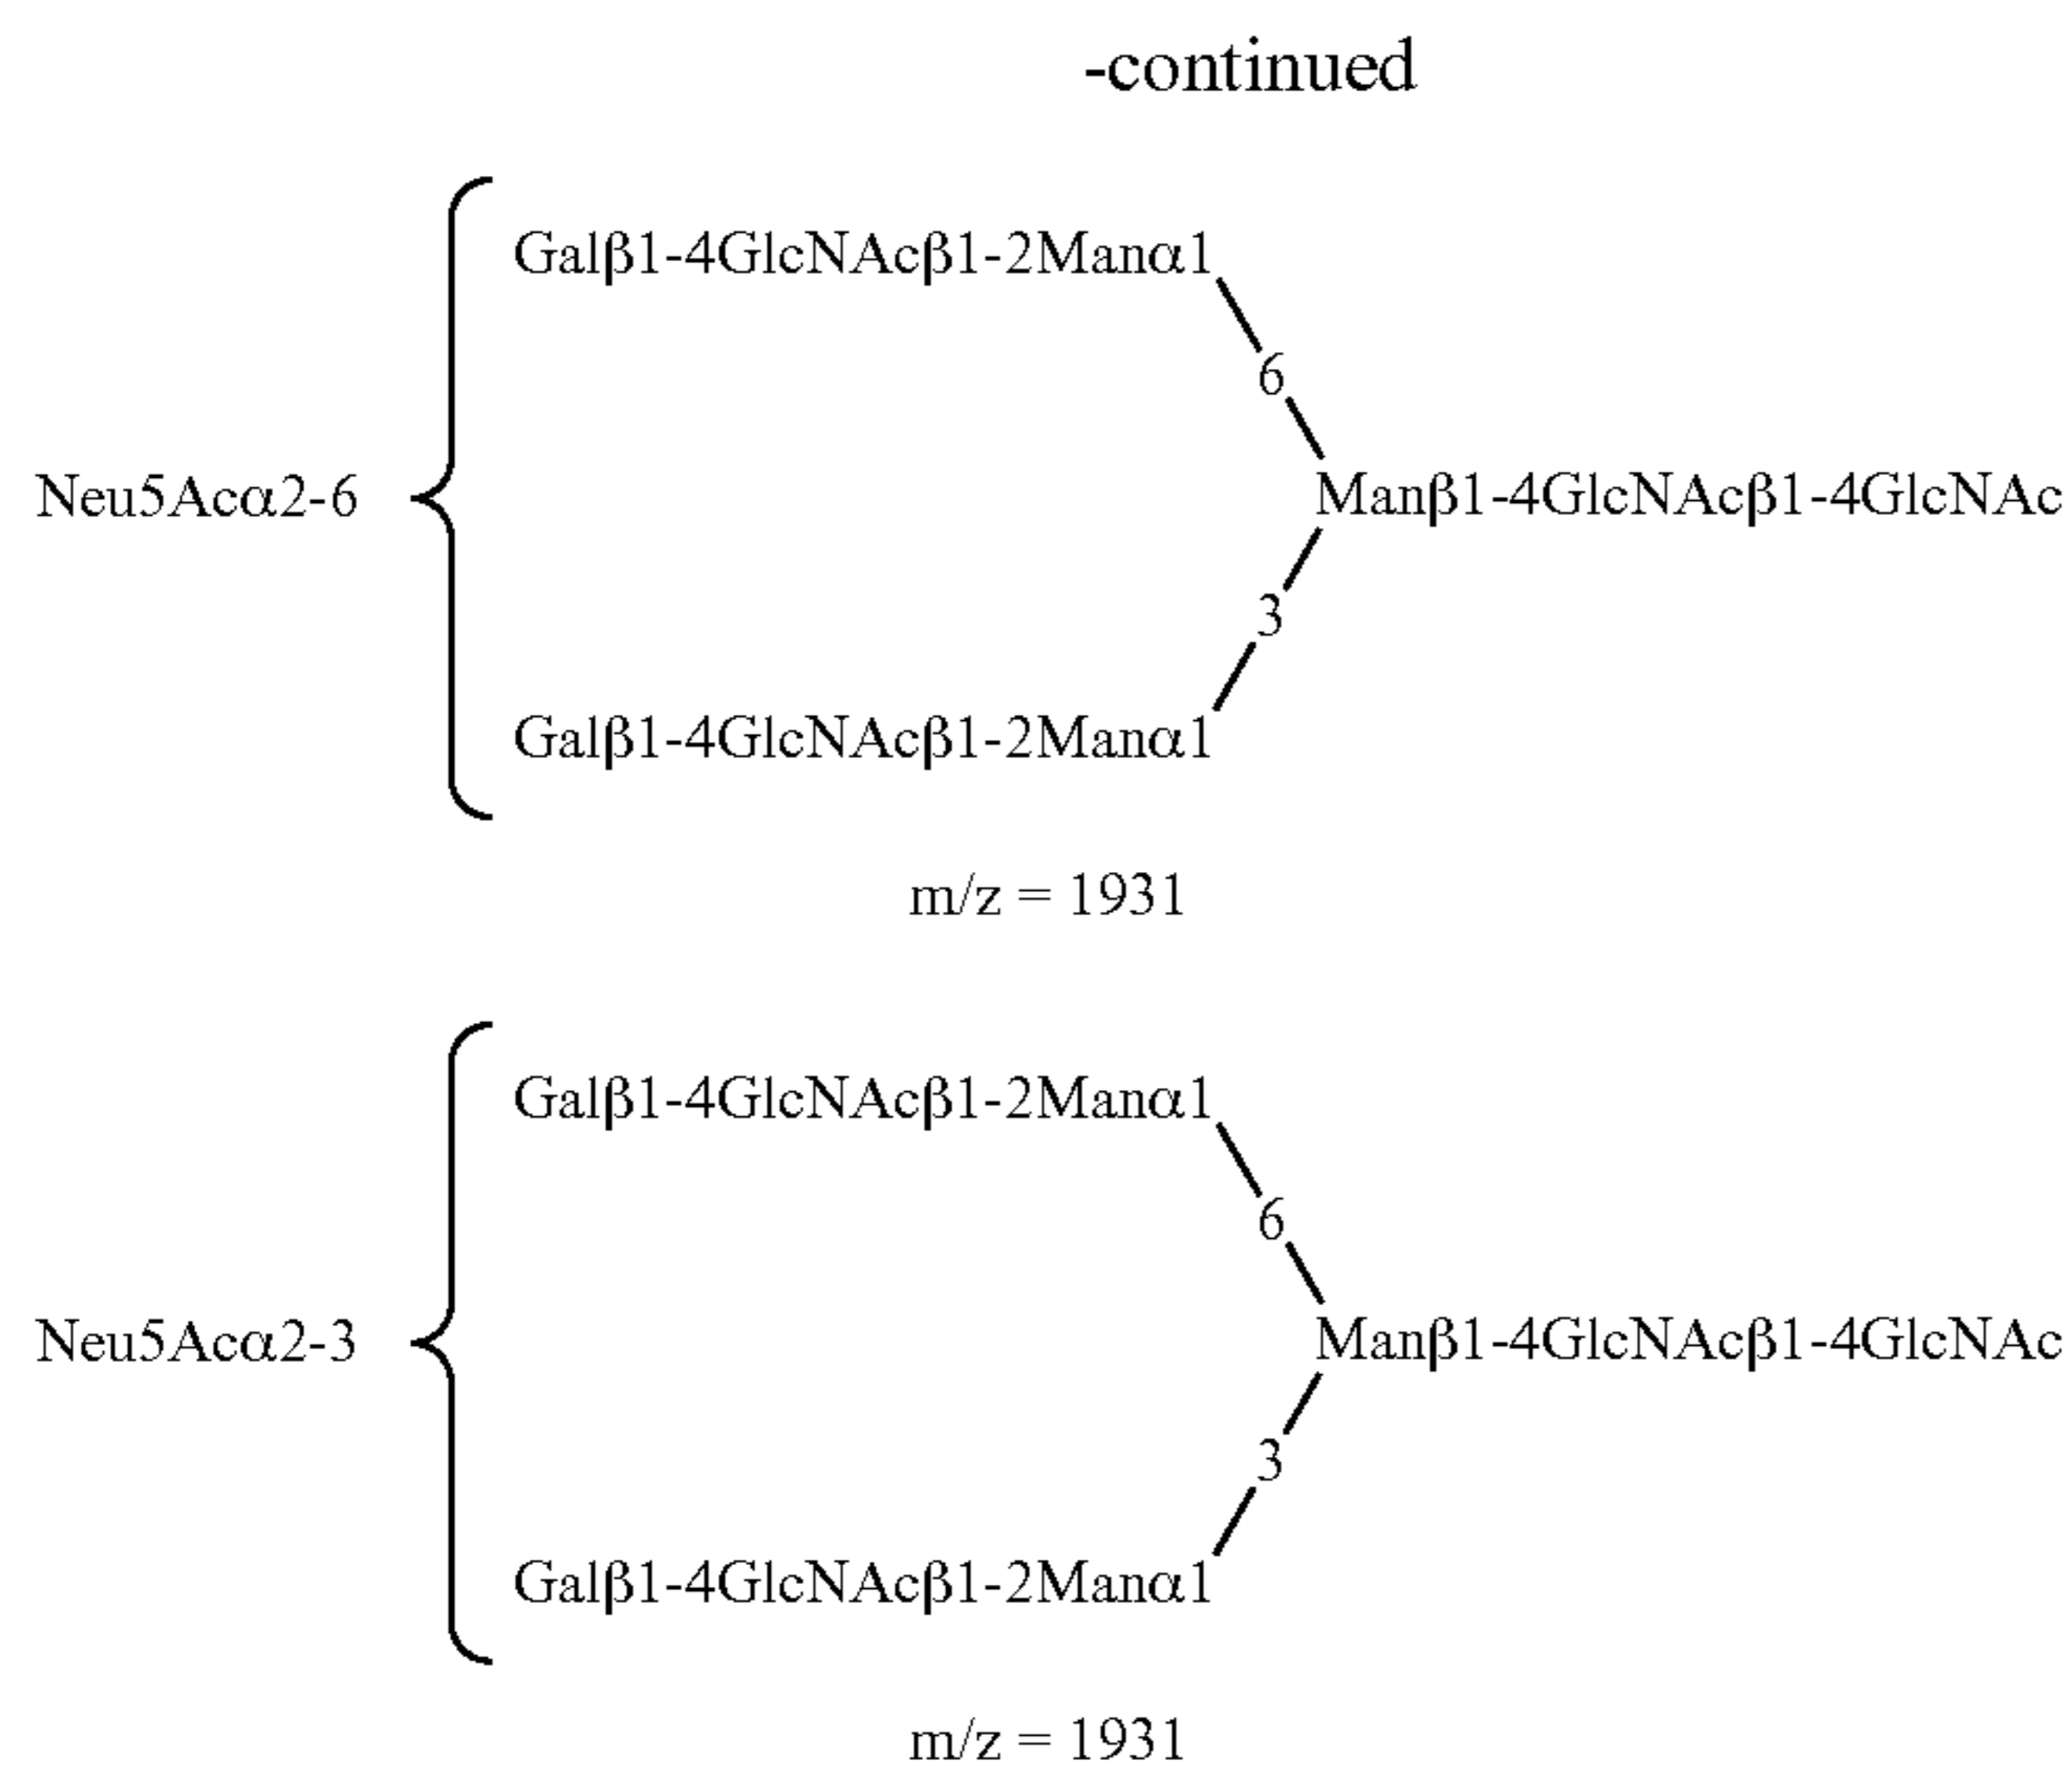 -continued
Galβ1-4GlcNAcβ1-2Manα1
6
Neu5Acα2-6
Manβ1-4GlcNAcβ1-4GlcNAc
3
Galβ1-4GlcNAcβ1-2Manα1
m/z = 1931
Galβ1-4GlcNAcβ1-2Manα1
6
Neu5Acα2-3
Manβ1-4GlcNAcβ1-4GlcNAc
3
Galβ1-4GlcNAcβ1-2Manα1
m/z = 1931